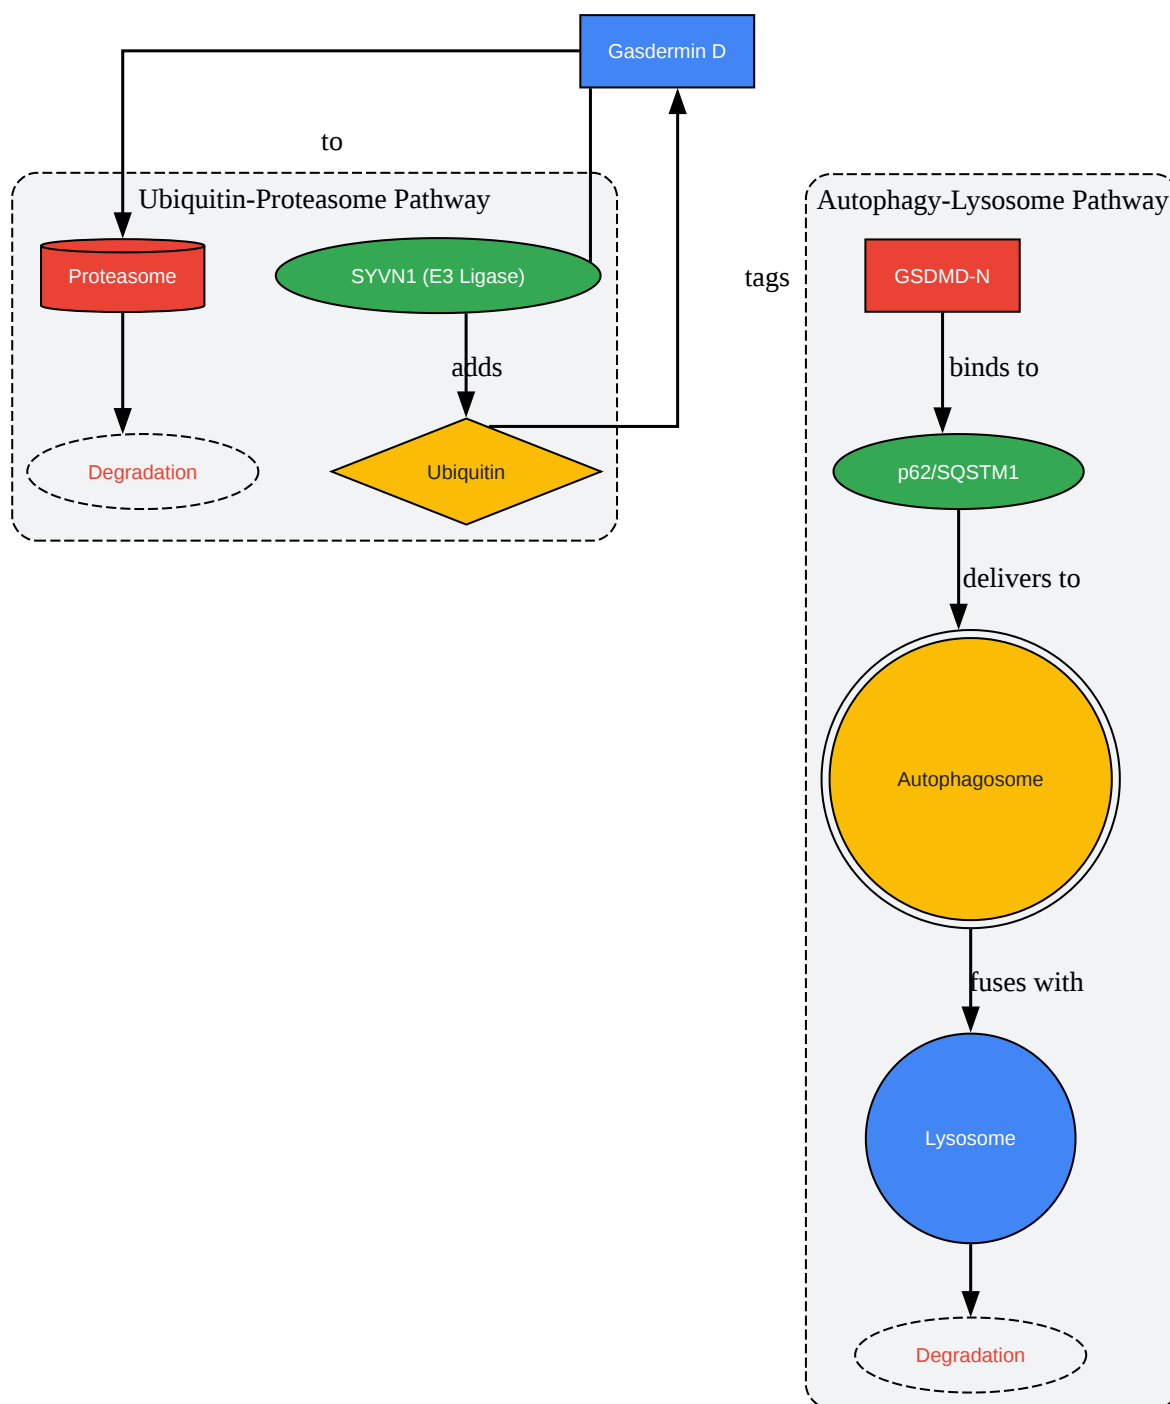 Gasdermin D
to
Ubiquitin-Proteasome Pathway
Proteasome
SYVN1 (E3 Ligase)
adds
Degradation
Ubiquitin
tags
Autophagy-Lysosome Pathway
GSDMD-N
binds to
p62/SQSTM1
delivers to
Autophagosome
fuses with
Lysosome
Degradation